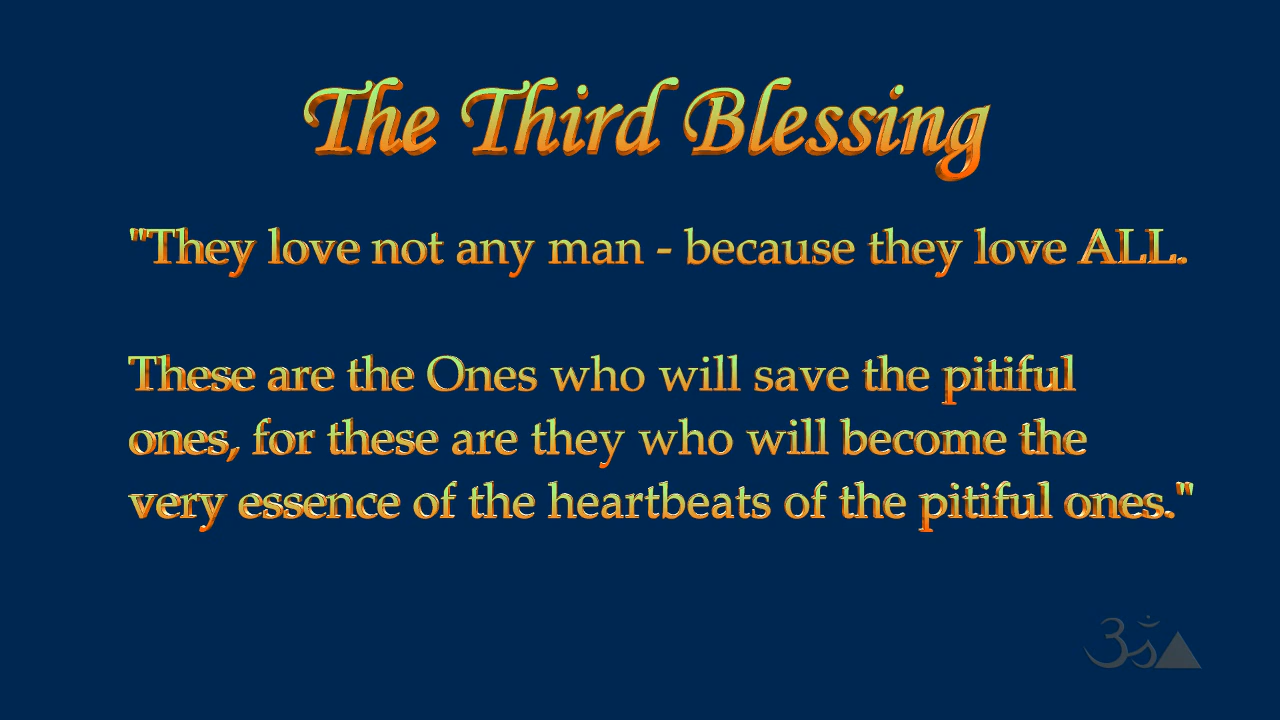 The Third Blessing
"They love not any man - because they love ALL.
These are the Ones who will save the pitiful
ones, for these are they who will become the
very essence of the heartbeats of the pitiful ones."